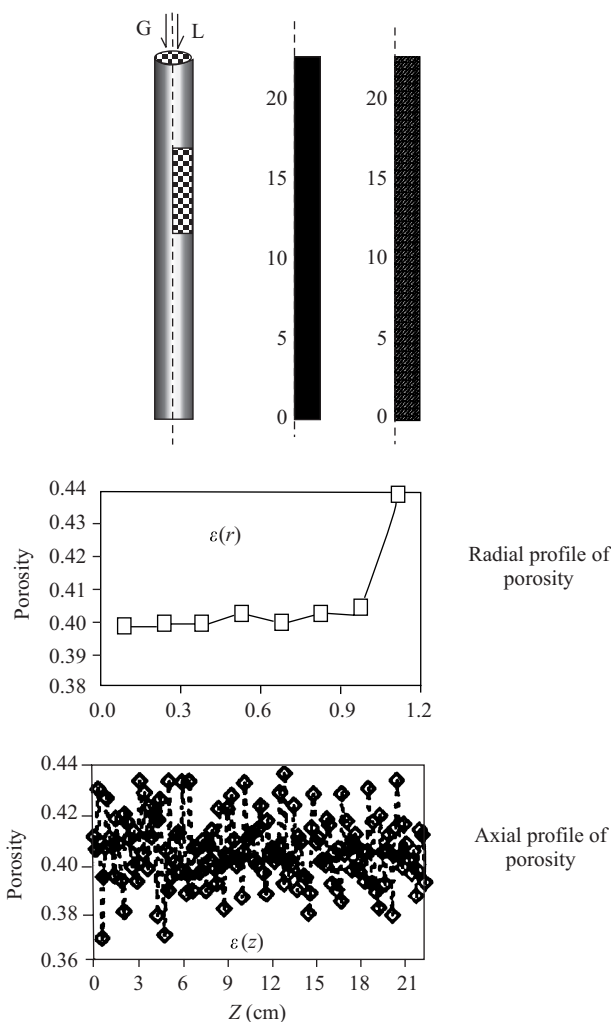 G L
20 20
15 15
10 10
5 5
0 0
0.44
0.43
0.42
0.41
0.40
0.39
0.38
Porosity
ε(r)
0.0 0.3 0.6 0.9 1.2
Radial profile of
porosity
0.44
0.42
0.40
0.38
0.36
Porosity
ε(z)
0 3 6 9 12 15 18 21
Z (cm)
Axial profile of
porosity